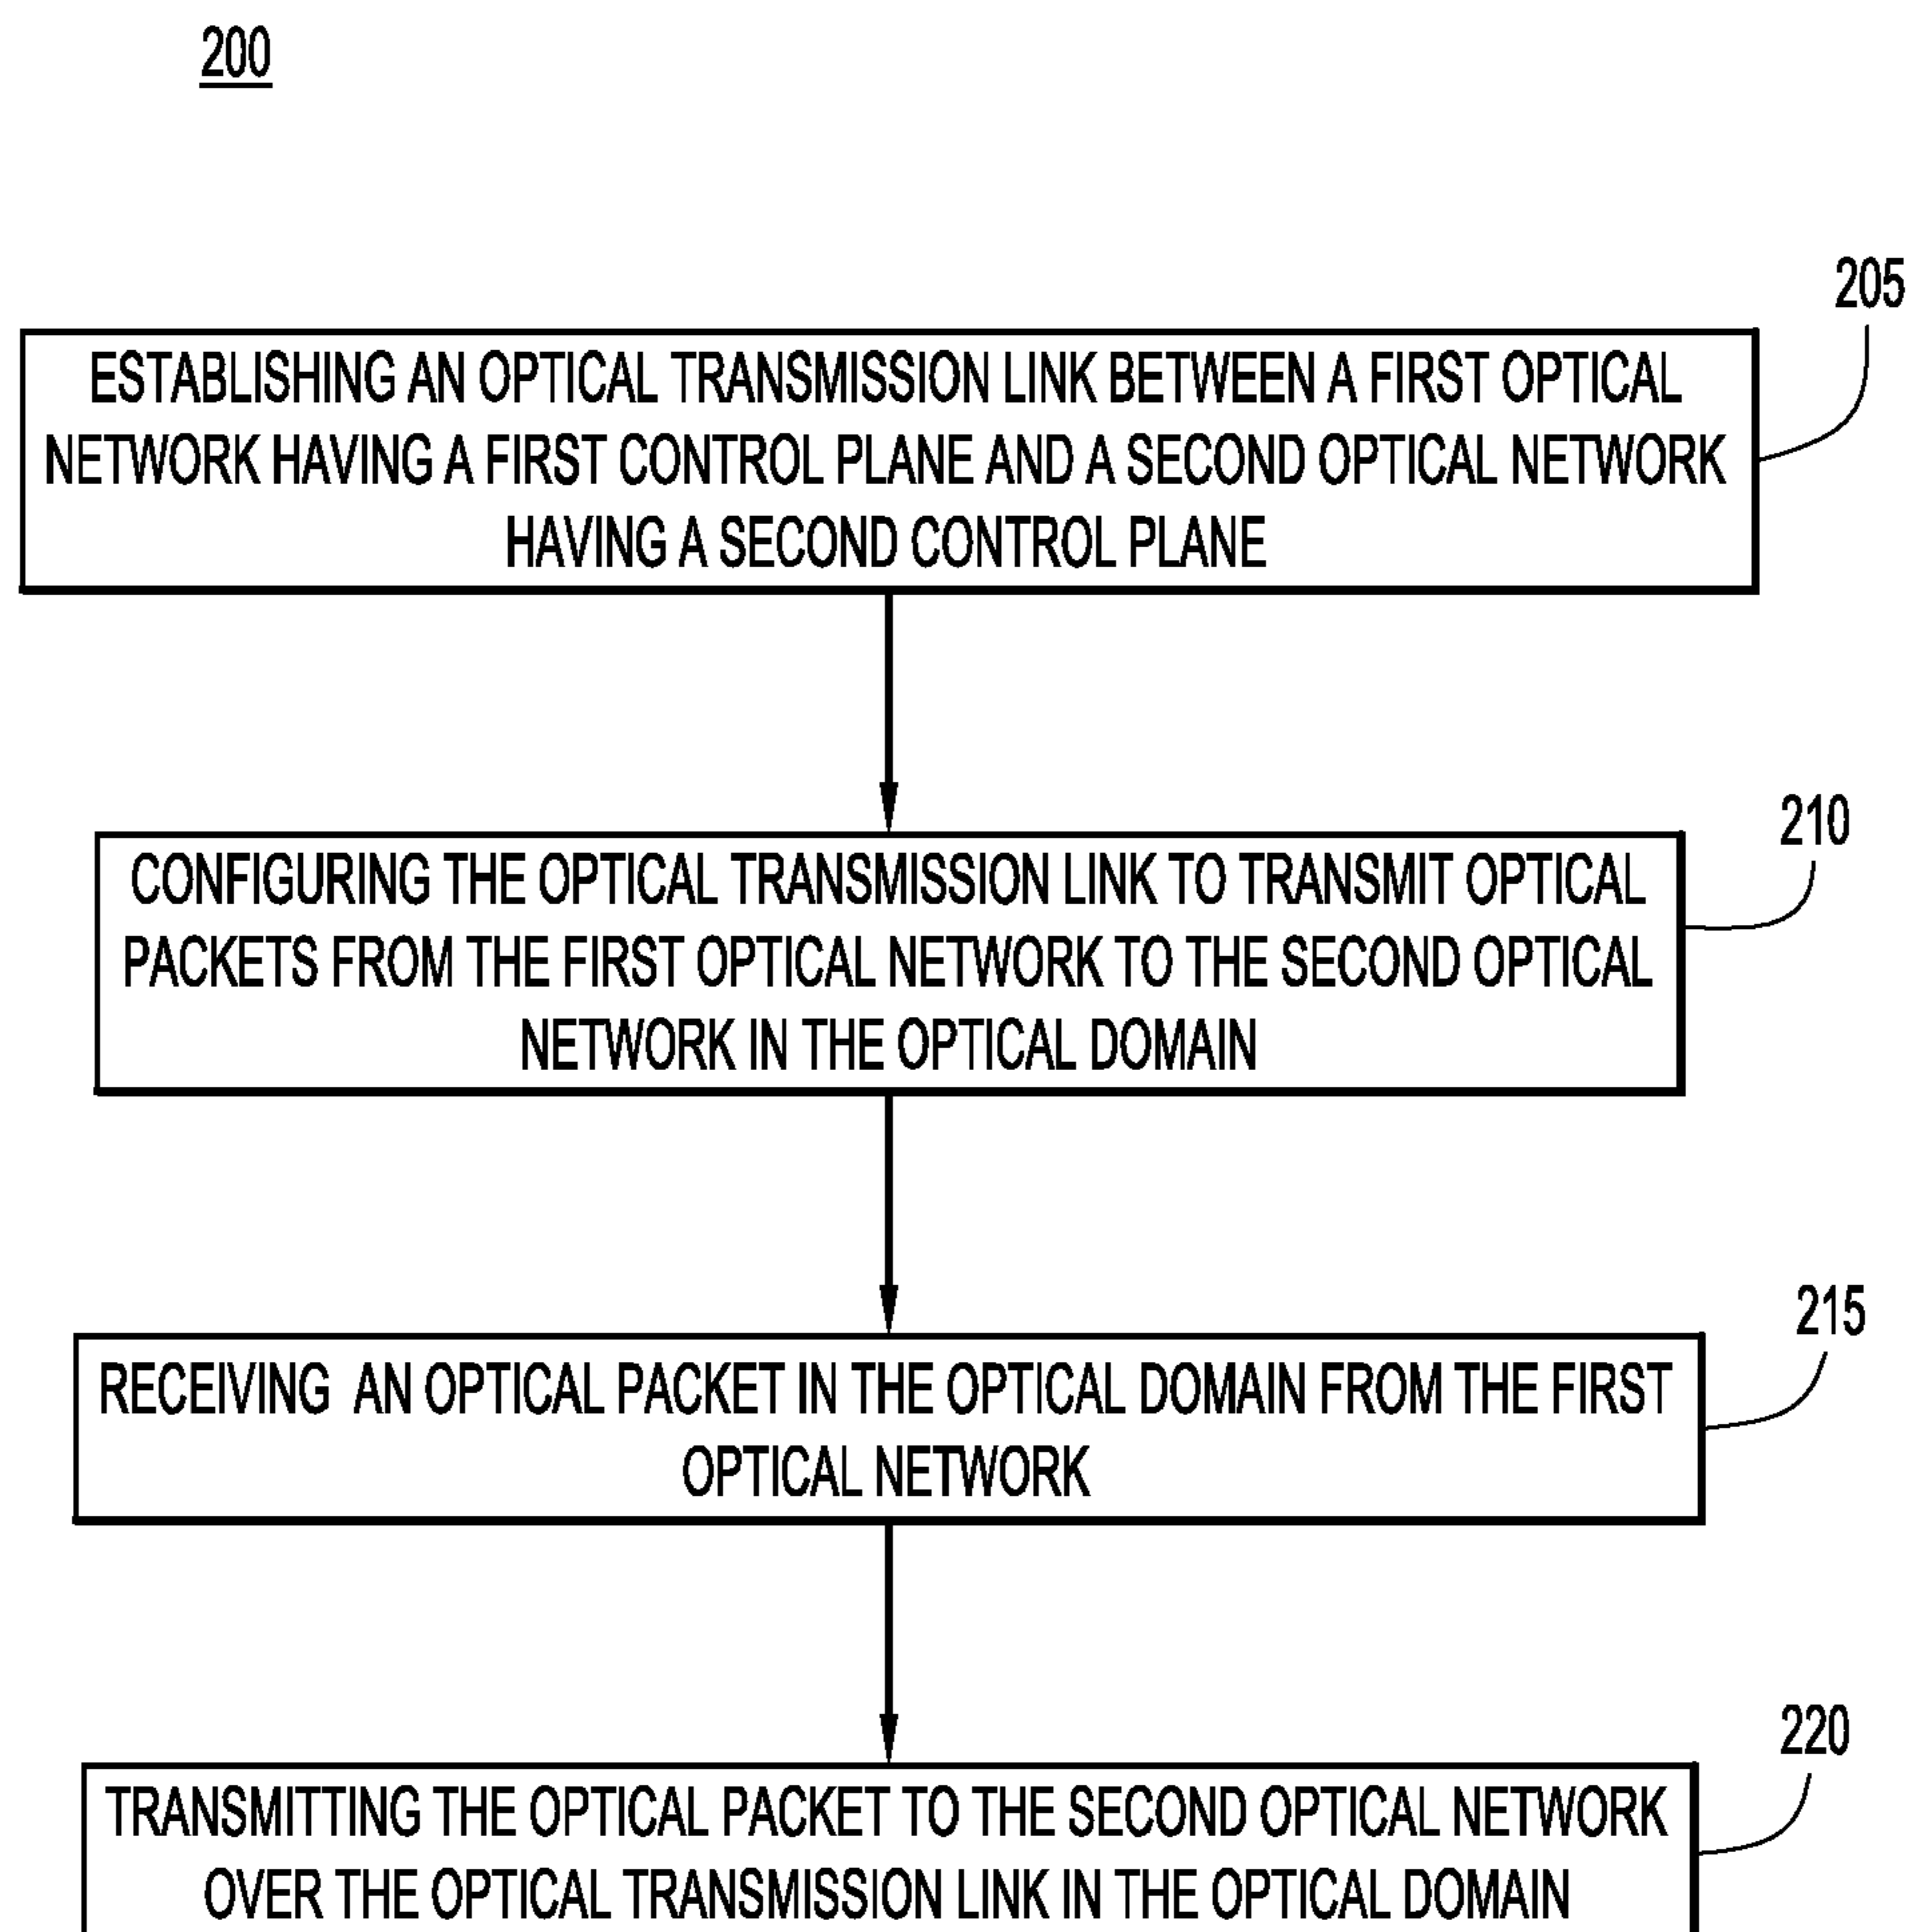 200
205
ESTABLISHING AN OPTICAL TRANSMISSION LINK BETWEEN A FIRST OPTICAL
NETWORK HAVING A FIRST CONTROL PLANE AND A SECOND OPTICAL NETWORK
HAVING A SECOND CONTROL PLANE
210
CONFIGURING THE OPTICAL TRANSMISSION LINK TO TRANSMIT OPTICAL
PACKETS FROM THE FIRST OPTICAL NETWORK TO THE SECOND OPTICAL
NETWORK IN THE OPTICAL DOMAIN
215
RECEIVING AN OPTICAL PACKET IN THE OPTICAL DOMAIN FROM THE FIRST
OPTICAL NETWORK
220
TRANSMITTING THE OPTICAL PACKET TO THE SECOND OPTICAL NETWORK
OVER THE OPTICAL TRANSMISSION LINK IN THE OPTICAL DOMAIN